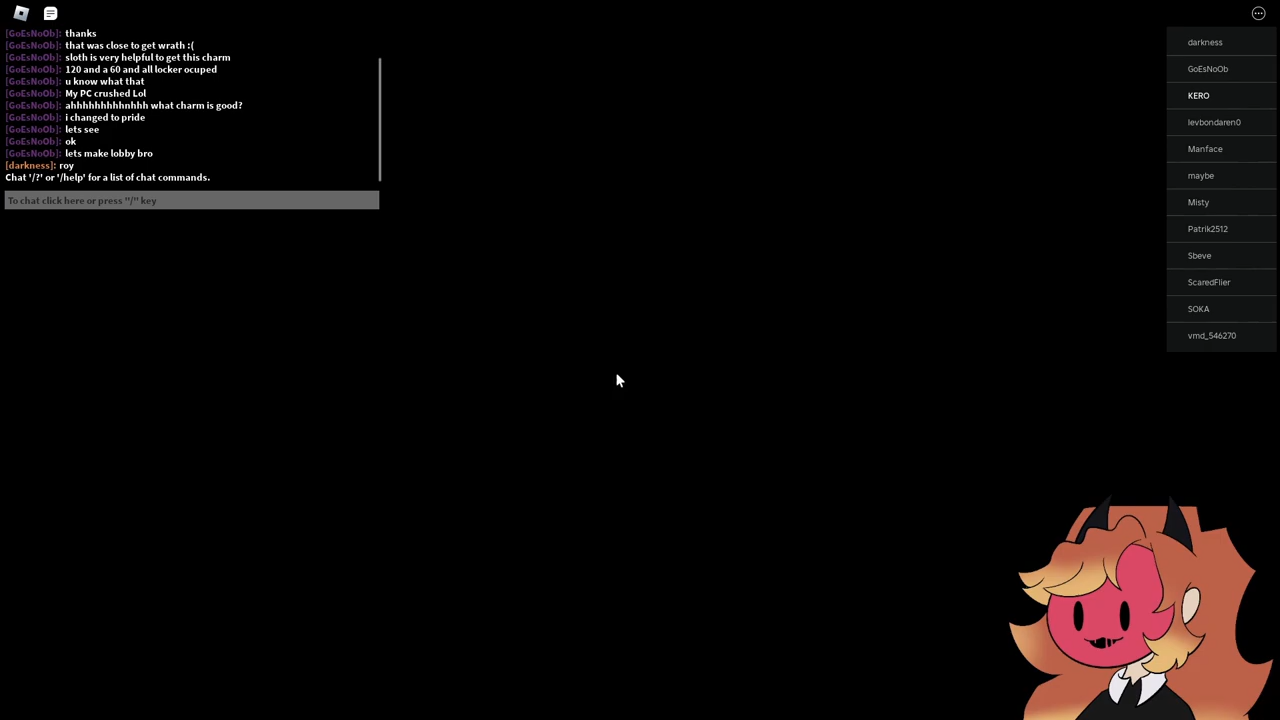 [GoEsNoOb]: thanks
[GoEsNoOb]: that was close to get wrath :(
[GoEsNoOb]: sloth is very helpful to get this charm
[GoEsNoOb]: 120 and a 60 and all locker ocuped
[GoEsNoOb]: u know what that
[GoEsNoOb]: My PC crushed Lol
[GoEsNoOb]: ahhhhhhhhnhhh what charm is good?
[GoEsNoOb]: i changed to pride
[GoEsNoOb]: lets see
[GoEsNoOb]: ok
[GoEsNoOb]: lets make lobby bro
[darkness]: roy
Chat '/?' or '/help' for a list of chat commands.
To chat click here or press "/" key
darkness
GoEsNoOb
KERO
levbondaren0
Manface
maybe
Misty
Patrik2512
Sbeve
ScaredFlier
SOKA
vmd_546270